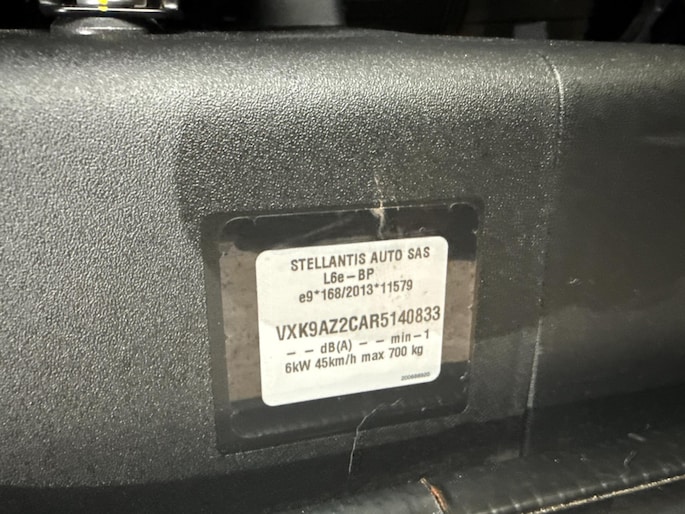 STELLANTIS AUTO SAS
L6e-BP
e9*168/2013*11579
VXK9AZ2CAR5140833
-- dB(A) -- min-1
6kW 45km/h max 700 kg